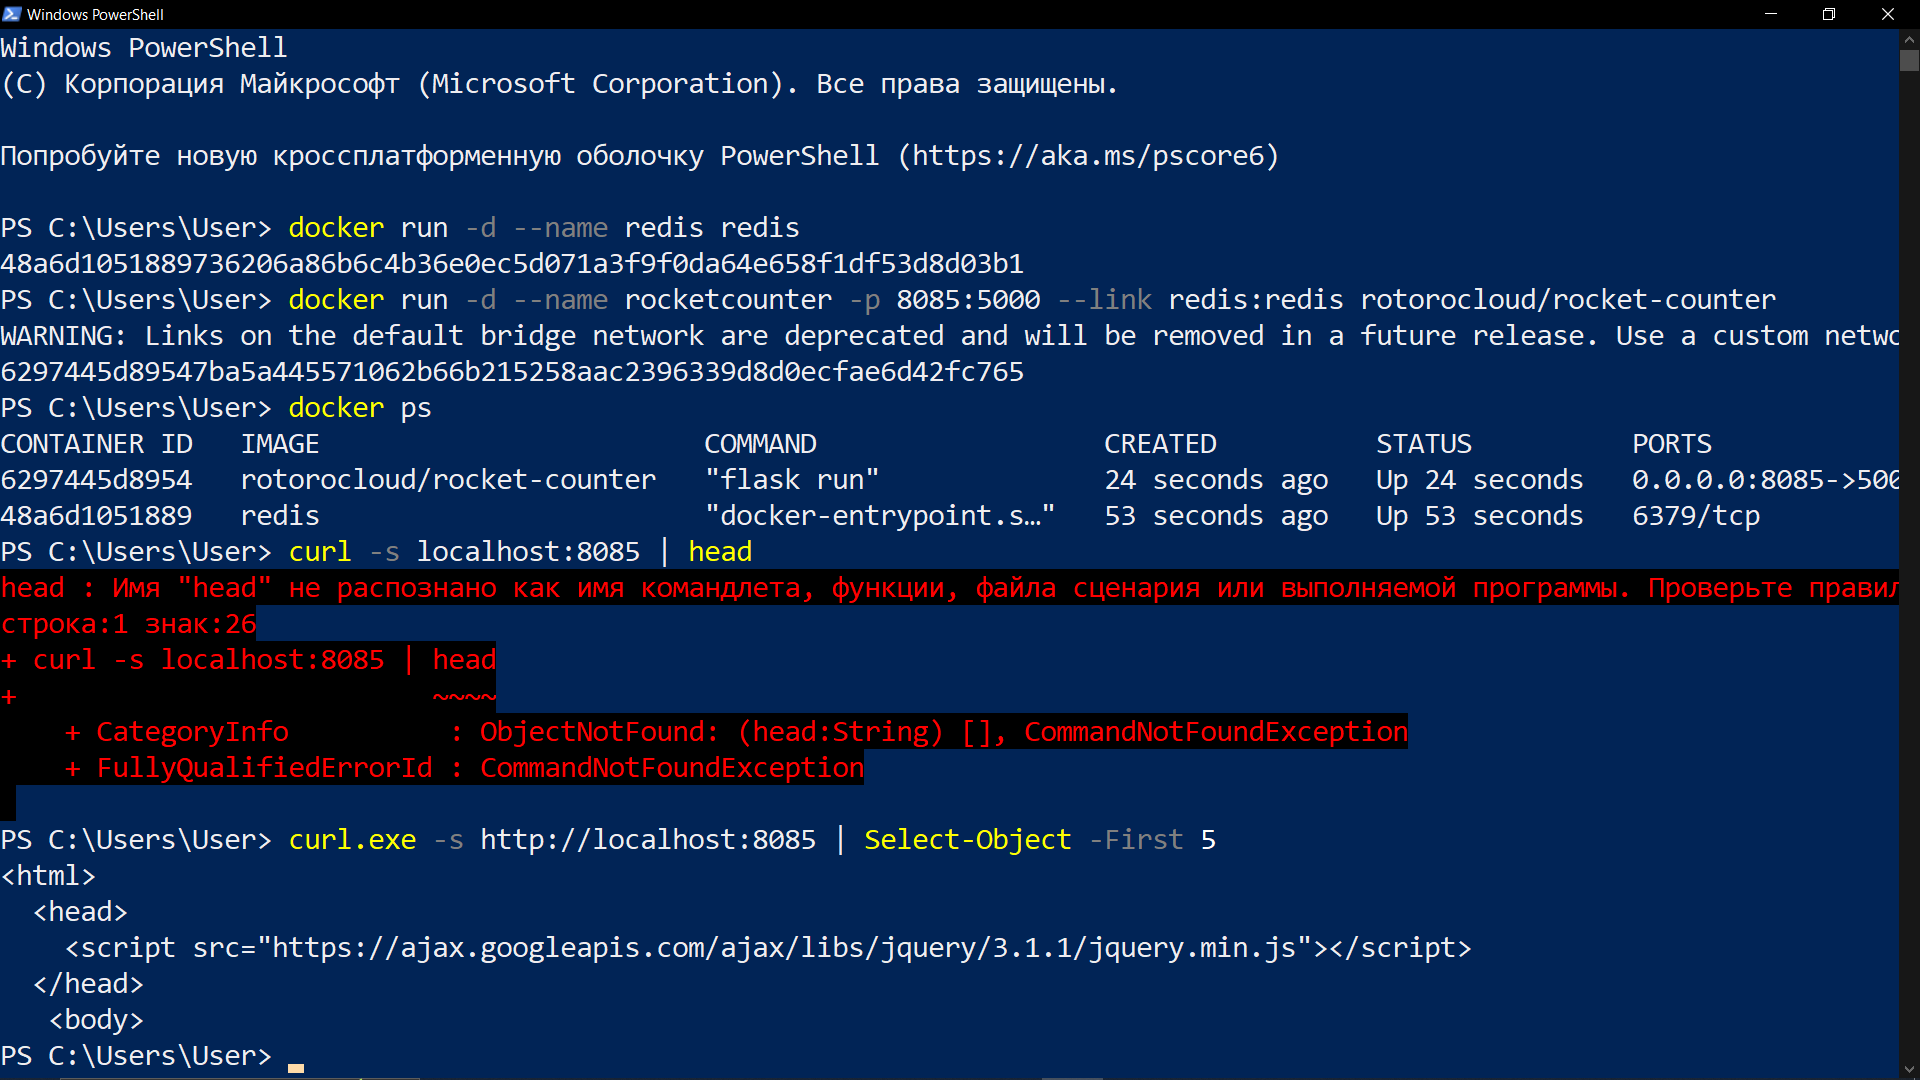 Windows PowerShell
Windows PowerShell
(C) Корпорация Майкрософт (Microsoft Corporation). Все права защищены.
Попробуйте новую кроссплатформенную оболочку PowerShell (https://aka.ms/pscore6)
PS C:\Users\User> docker run -d --name redis redis
48a6d1051889736206a86b6c4b36e0ec5d071a3f9f0da64e658f1df53d8d03b1
PS C:\Users\User> docker run -d --name rocketcounter -p 8085:5000 --link redis:redis rotorocloud/rocket-counter
WARNING: Links on the default bridge network are deprecated and will be removed in a future release. Use a custom netwo
6297445d89547ba5a445571062b66b215258aac2396339d8d0ecfae6d42fc765
PS C:\Users\User> docker ps
CONTAINER ID   IMAGE                        COMMAND                  CREATED          STATUS          PORTS
6297445d8954   rotorocloud/rocket-counter   "flask run"              24 seconds ago   Up 24 seconds   0.0.0.0:8085->500
48a6d1051889   redis                        "docker-entrypoint.s…"   53 seconds ago   Up 53 seconds   6379/tcp
PS C:\Users\User> curl -s localhost:8085 | head
head : Имя "head" не распознано как имя командлета, функции, файла сценария или выполняемой программы. Проверьте правил
строка:1 знак:26
+ curl -s localhost:8085 | head
+                          ~~~~
    + CategoryInfo          : ObjectNotFound: (head:String) [], CommandNotFoundException
    + FullyQualifiedErrorId : CommandNotFoundException
PS C:\Users\User> curl.exe -s http://localhost:8085 | Select-Object -First 5
<html>
  <head>
    <script src="https://ajax.googleapis.com/ajax/libs/jquery/3.1.1/jquery.min.js"></script>
  </head>
   <body>
PS C:\Users\User>